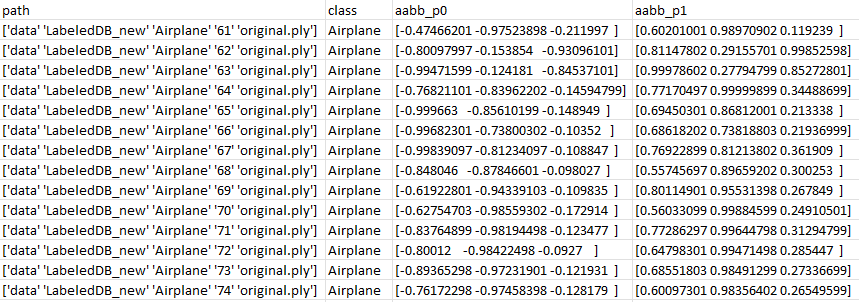 path class aabb_p0 aabb_p1
['data' 'LabeledDB_new' 'Airplane' '61' 'original.ply'] Airplane [-0.47466201 -0.97523898 -0.211997 ] [0.60201001 0.98970902 0.119239 ]
['data' 'LabeledDB_new' 'Airplane' '62' 'original.ply'] Airplane [-0.80097997 -0.153854 -0.93096101] [0.81147802 0.29155701 0.99852598]
['data' 'LabeledDB_new' 'Airplane' '63' 'original.ply'] Airplane [-0.99471599 -0.124181 -0.84537101] [0.99978602 0.27794799 0.85272801]
['data' 'LabeledDB_new' 'Airplane' '64' 'original.ply'] Airplane [-0.76821101 -0.83962202 -0.14594799] [0.77170497 0.99999899 0.34488699]
['data' 'LabeledDB_new' 'Airplane' '65' 'original.ply'] Airplane [-0.999663 -0.85610199 -0.148949 ] [0.69450301 0.86812001 0.213338 ]
['data' 'LabeledDB_new' 'Airplane' '66' 'original.ply'] Airplane [-0.99682301 -0.73800302 -0.10352 ] [0.68618202 0.73818803 0.21936999]
['data' 'LabeledDB_new' 'Airplane' '67' 'original.ply'] Airplane [-0.99839097 -0.81234097 -0.108847 ] [0.76922899 0.81213802 0.361909 ]
['data' 'LabeledDB_new' 'Airplane' '68' 'original.ply'] Airplane [-0.848046 -0.87846601 -0.098027 ] [0.55745697 0.89659202 0.300253 ]
['data' 'LabeledDB_new' 'Airplane' '69' 'original.ply'] Airplane [-0.61922801 -0.94339103 -0.109835 ] [0.80114901 0.95531398 0.267849 ]
['data' 'LabeledDB_new' 'Airplane' '70' 'original.ply'] Airplane [-0.62754703 -0.98559302 -0.172914 ] [0.56033099 0.99884599 0.24910501]
['data' 'LabeledDB_new' 'Airplane' '71' 'original.ply'] Airplane [-0.83764899 -0.98194498 -0.123477 ] [0.77286297 0.99644798 0.31294799]
['data' 'LabeledDB_new' 'Airplane' '72' 'original.ply'] Airplane [-0.80012 -0.98422498 -0.0927 ] [0.64798301 0.99471498 0.285447 ]
['data' 'LabeledDB_new' 'Airplane' '73' 'original.ply'] Airplane [-0.89365298 -0.97231901 -0.121931 ] [0.68551803 0.98491299 0.27336699]
['data' 'LabeledDB_new' 'Airplane' '74' 'original.ply'] Airplane [-0.76172298 -0.97458398 -0.128179 ] [0.60097301 0.98356402 0.26549599]